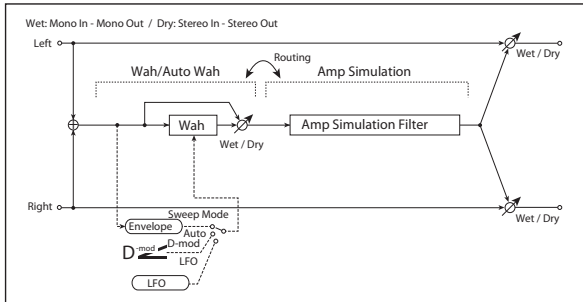 Wet: Mono In - Mono Out / Dry: Stereo In - Stereo Out
Left
Wet / Dry
Routing
Wah/Auto Wah
Amp Simulation
Wah
Wet / Dry
Amp Simulation Filter
Right
Wet / Dry
Sweep Mode
Envelope
Auto
D-mod
D-mod
LFO
LFO